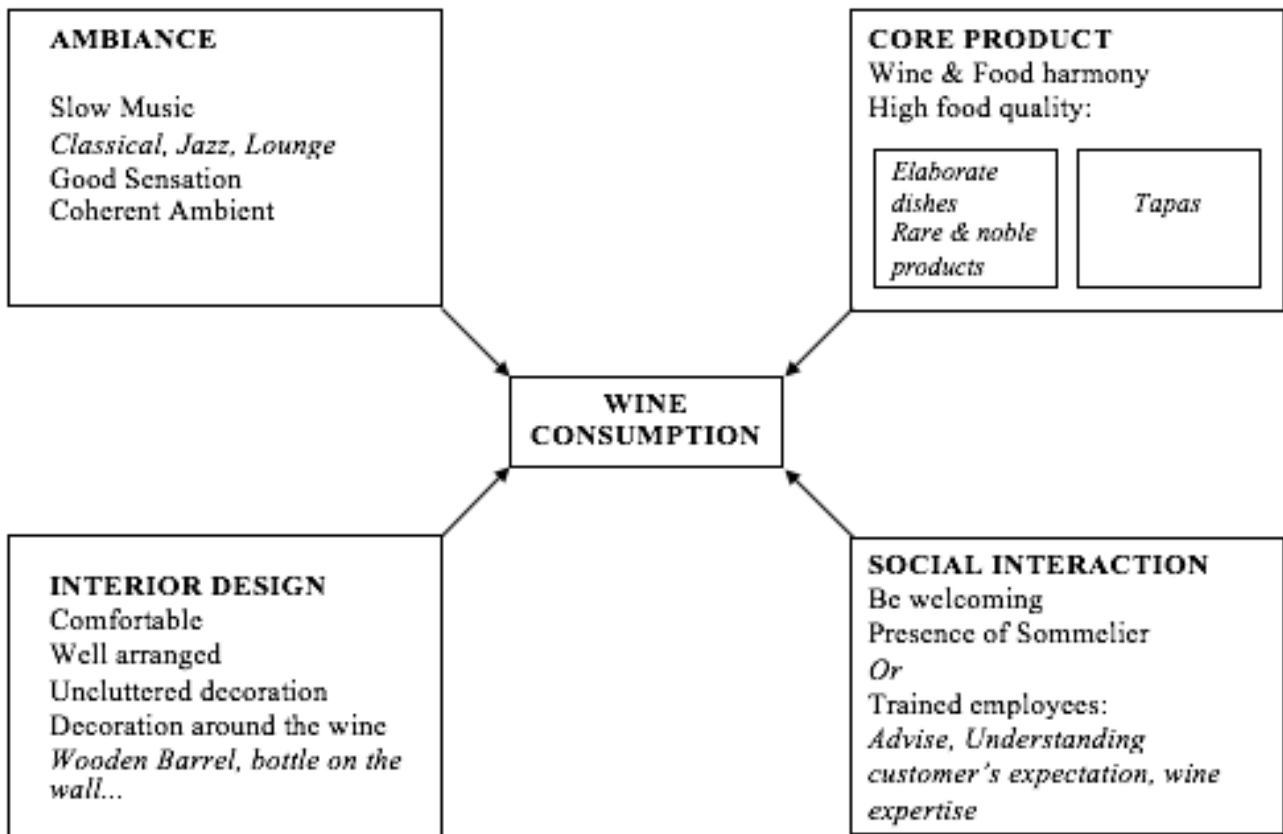 AMBIANCE
Slow Music
Classical, Jazz, Lounge
Good Sensation
Coherent Ambient
CORE PRODUCT
Wine & Food harmony
High food quality:
Elaborate
dishes
Rare & noble
products
Tapas
WINE
CONSUMPTION
INTERIOR DESIGN
Comfortable
Well arranged
Uncluttered decoration
Decoration around the wine
Wooden Barrel, bottle on the
wall...
SOCIAL INTERACTION
Be welcoming
Presence of Sommelier
Or
Trained employees:
Advise, Understanding
customer's expectation, wine
expertise